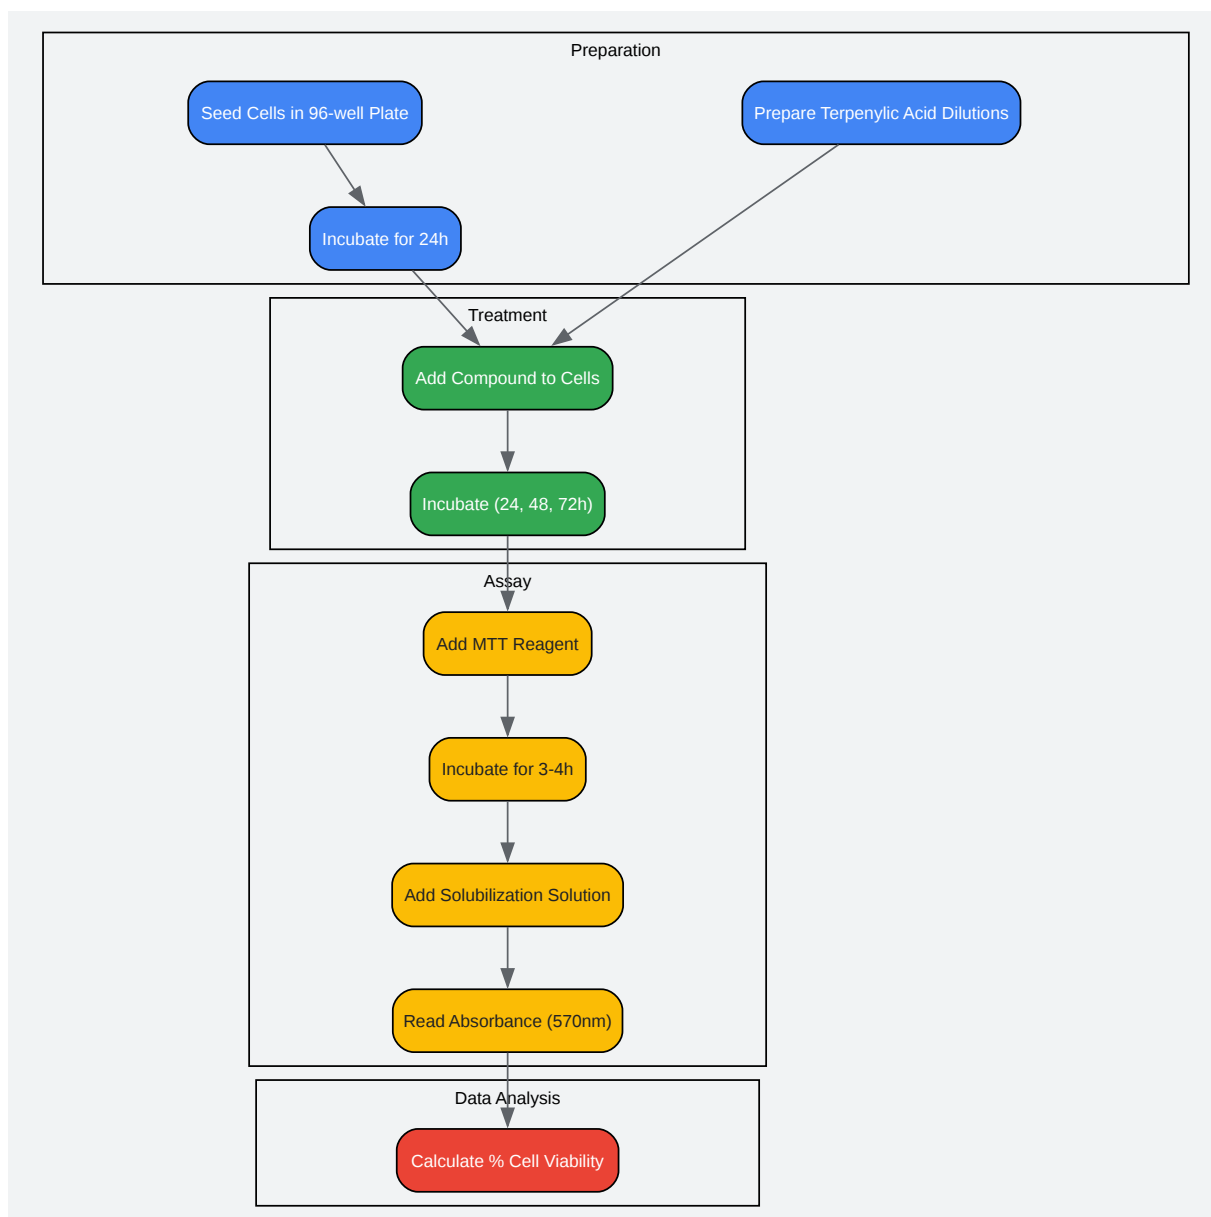 Preparation
Seed Cells in 96-well Plate
Prepare Terpenylic Acid Dilutions
Incubate for 24h
Treatment
Add Compound to Cells
Incubate (24, 48, 72h)
Assay
Add MTT Reagent
Incubate for 3-4h
Add Solubilization Solution
Read Absorbance (570nm)
Data Analysis
Calculate % Cell Viability